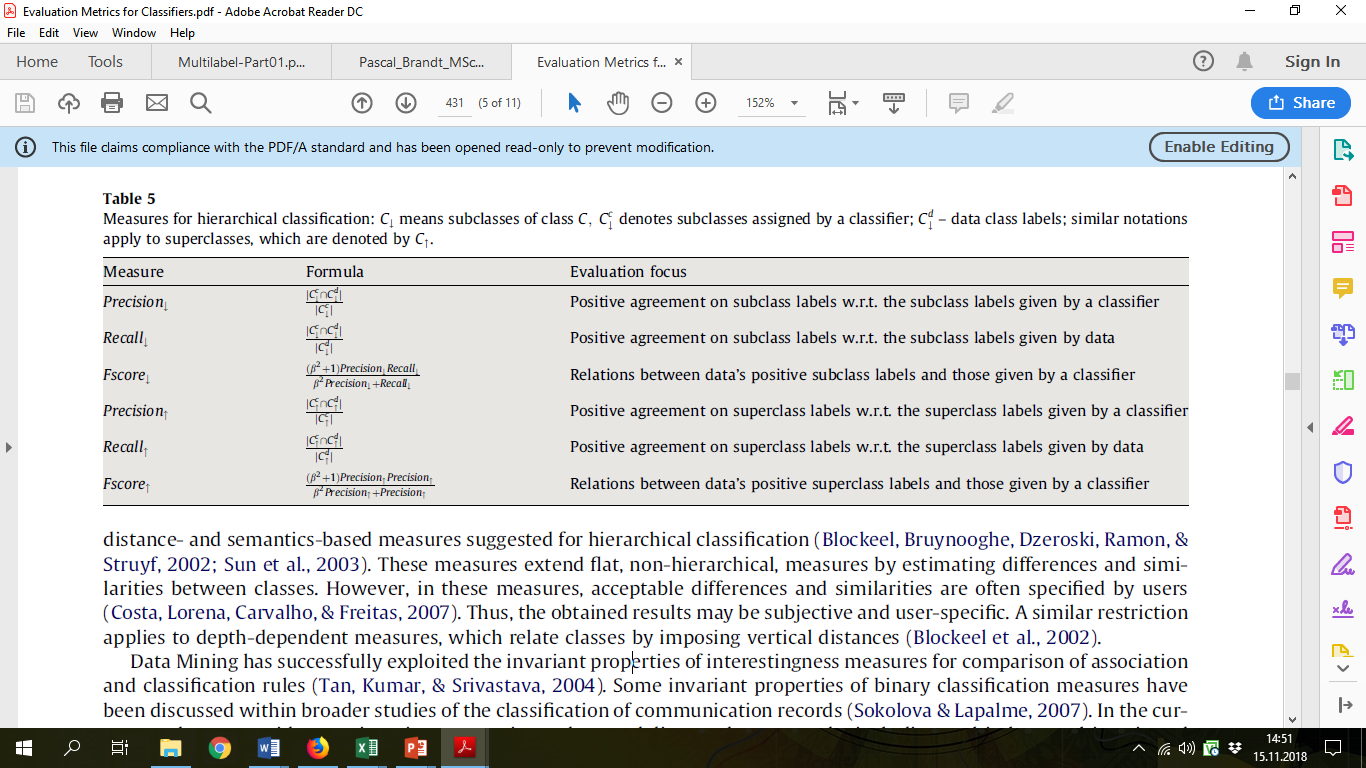 Evaluation Metrics for Classifiers.pdf - Adobe Acrobat Reader DC
File Edit View Window Help
Home Tools Multilabel-Part01.p... Pascal_Brandt_MSc... Evaluation Metrics f... ×
431 (5 of 11) 152% Share
? Sign In
This file claims compliance with the PDF/A standard and has been opened read-only to prevent modification. Enable Editing
Table 5
Measures for hierarchical classification: C↓ means subclasses of class C, C↓^c denotes subclasses assigned by a classifier; C↓^d – data class labels; similar notations
apply to superclasses, which are denoted by C↑.
Measure Formula Evaluation focus
Precision↓ |C↓^c∩C↓^d| / |C↓^c| Positive agreement on subclass labels w.r.t. the subclass labels given by a classifier
Recall↓ |C↓^c∩C↓^d| / |C↓^d| Positive agreement on subclass labels w.r.t. the subclass labels given by data
Fscore↓ (β²+1)Precision↓Recall↓ / β²Precision↓+Recall↓ Relations between data's positive subclass labels and those given by a classifier
Precision↑ |C↑^c∩C↑^d| / |C↑^c| Positive agreement on superclass labels w.r.t. the superclass labels given by a classifier
Recall↑ |C↑^c∩C↑^d| / |C↑^d| Positive agreement on superclass labels w.r.t. the superclass labels given by data
Fscore↑ (β²+1)Precision↑Precision↑ / β²Precision↑+Precision↑ Relations between data's positive superclass labels and those given by a classifier
distance- and semantics-based measures suggested for hierarchical classification (Blockeel, Bruynooghe, Dzeroski, Ramon, &
Struyf, 2002; Sun et al., 2003). These measures extend flat, non-hierarchical, measures by estimating differences and simi-
larities between classes. However, in these measures, acceptable differences and similarities are often specified by users
(Costa, Lorena, Carvalho, & Freitas, 2007). Thus, the obtained results may be subjective and user-specific. A similar restriction
applies to depth-dependent measures, which relate classes by imposing vertical distances (Blockeel et al., 2002).
Data Mining has successfully exploited the invariant properties of interestingness measures for comparison of association
and classification rules (Tan, Kumar, & Srivastava, 2004). Some invariant properties of binary classification measures have
been discussed within broader studies of the classification of communication records (Sokolova & Lapalme, 2007). In the cur-
14:51
15.11.2018